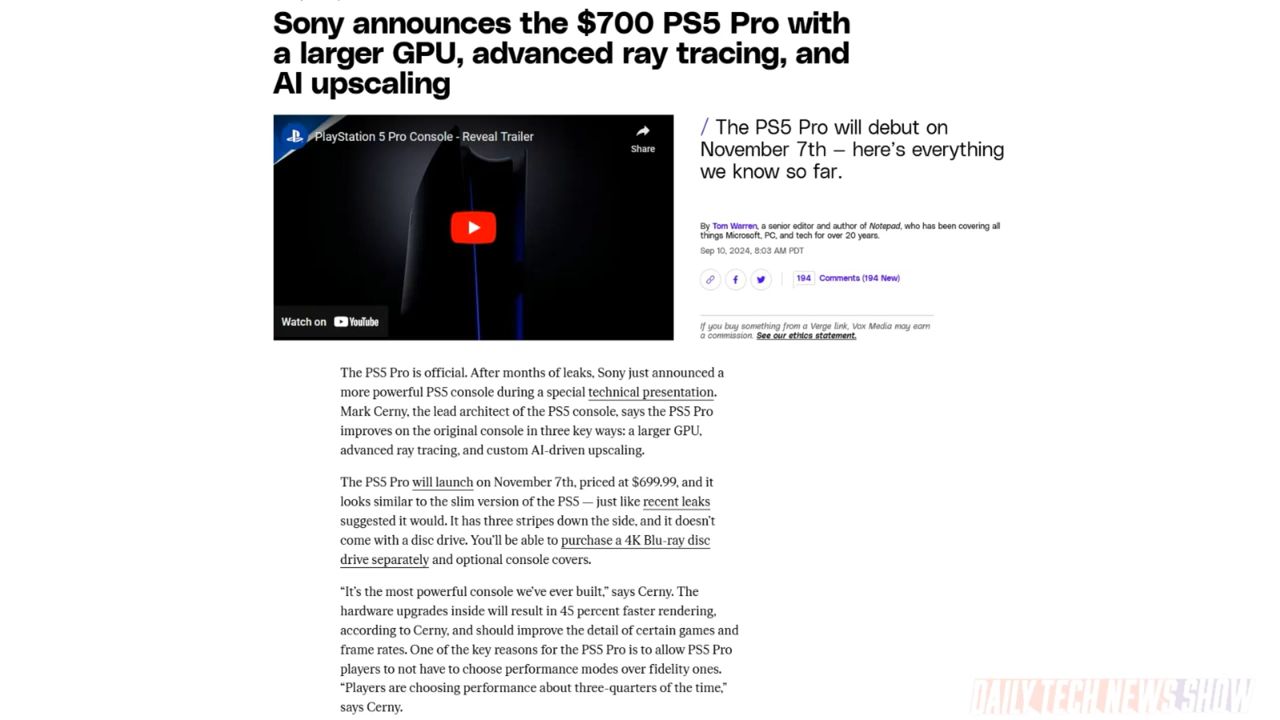 Sony announces the $700 PS5 Pro with
a larger GPU, advanced ray tracing, and
AI upscaling
PlayStation 5 Pro Console - Reveal Trailer
Share
Watch on YouTube
/ The PS5 Pro will debut on
November 7th — here's everything
we know so far.
By Tom Warren, a senior editor and author of Notepad, who has been covering all
things Microsoft, PC, and tech for over 20 years.
Sep 10, 2024, 8:03 AM PDT
194 Comments (194 New)
If you buy something from a Verge link, Vox Media may earn
a commission. See our ethics statement.
The PS5 Pro is official. After months of leaks, Sony just announced a
more powerful PS5 console during a special technical presentation.
Mark Cerny, the lead architect of the PS5 console, says the PS5 Pro
improves on the original console in three key ways: a larger GPU,
advanced ray tracing, and custom AI-driven upscaling.
The PS5 Pro will launch on November 7th, priced at $699.99, and it
looks similar to the slim version of the PS5 — just like recent leaks
suggested it would. It has three stripes down the side, and it doesn't
come with a disc drive. You'll be able to purchase a 4K Blu-ray disc
drive separately and optional console covers.
“It's the most powerful console we've ever built,” says Cerny. The
hardware upgrades inside will result in 45 percent faster rendering,
according to Cerny, and should improve the detail of certain games and
frame rates. One of the key reasons for the PS5 Pro is to allow PS5 Pro
players to not have to choose performance modes over fidelity ones.
“Players are choosing performance about three-quarters of the time,”
says Cerny.
DAILY TECH NEWS SHOW